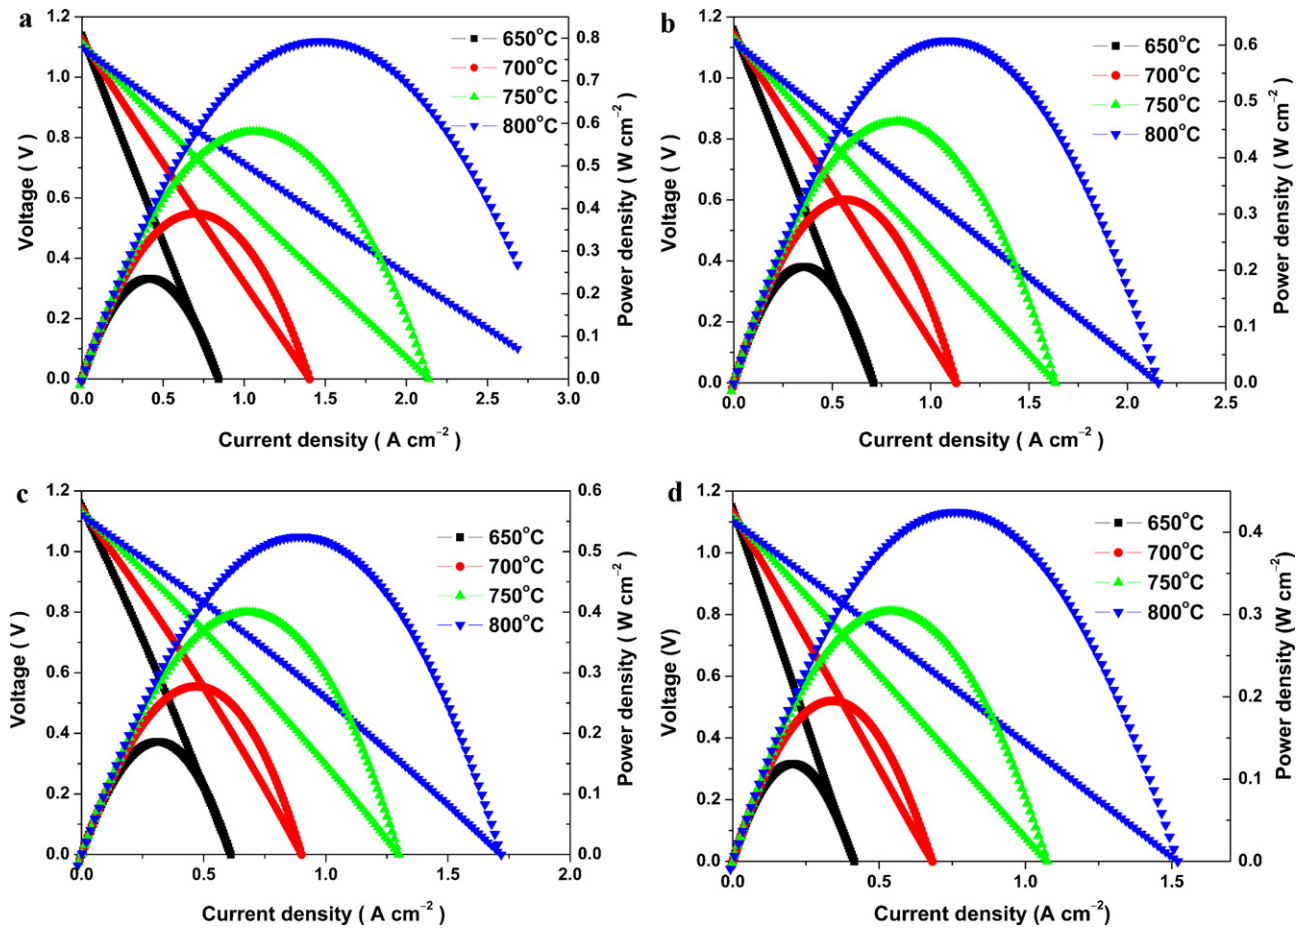 a
1.2
1.0
0.8
0.6
0.4
0.2
0.0
Voltage ( V )
650°C
700°C
750°C
800°C
0.8
0.7
0.6
0.5
0.4
0.3
0.2
0.1
0.0
Power density ( W cm⁻² )
0.0 0.5 1.0 1.5 2.0 2.5 3.0
Current density ( A cm⁻² )
b
1.2
1.0
0.8
0.6
0.4
0.2
0.0
Voltage ( V )
650°C
700°C
750°C
800°C
0.6
0.5
0.4
0.3
0.2
0.1
0.0
Power density ( W cm⁻² )
0.0 0.5 1.0 1.5 2.0 2.5
Current density ( A cm⁻² )
c
1.2
1.0
0.8
0.6
0.4
0.2
0.0
Voltage ( V )
650°C
700°C
750°C
800°C
0.6
0.5
0.4
0.3
0.2
0.1
0.0
Power density ( W cm⁻² )
0.0 0.5 1.0 1.5 2.0
Current density ( A cm⁻² )
d
1.2
1.0
0.8
0.6
0.4
0.2
0.0
Voltage (V)
650°C
700°C
750°C
800°C
0.4
0.3
0.2
0.1
0.0
Power density (W cm⁻²)
0.0 0.5 1.0 1.5
Current density (A cm⁻²)